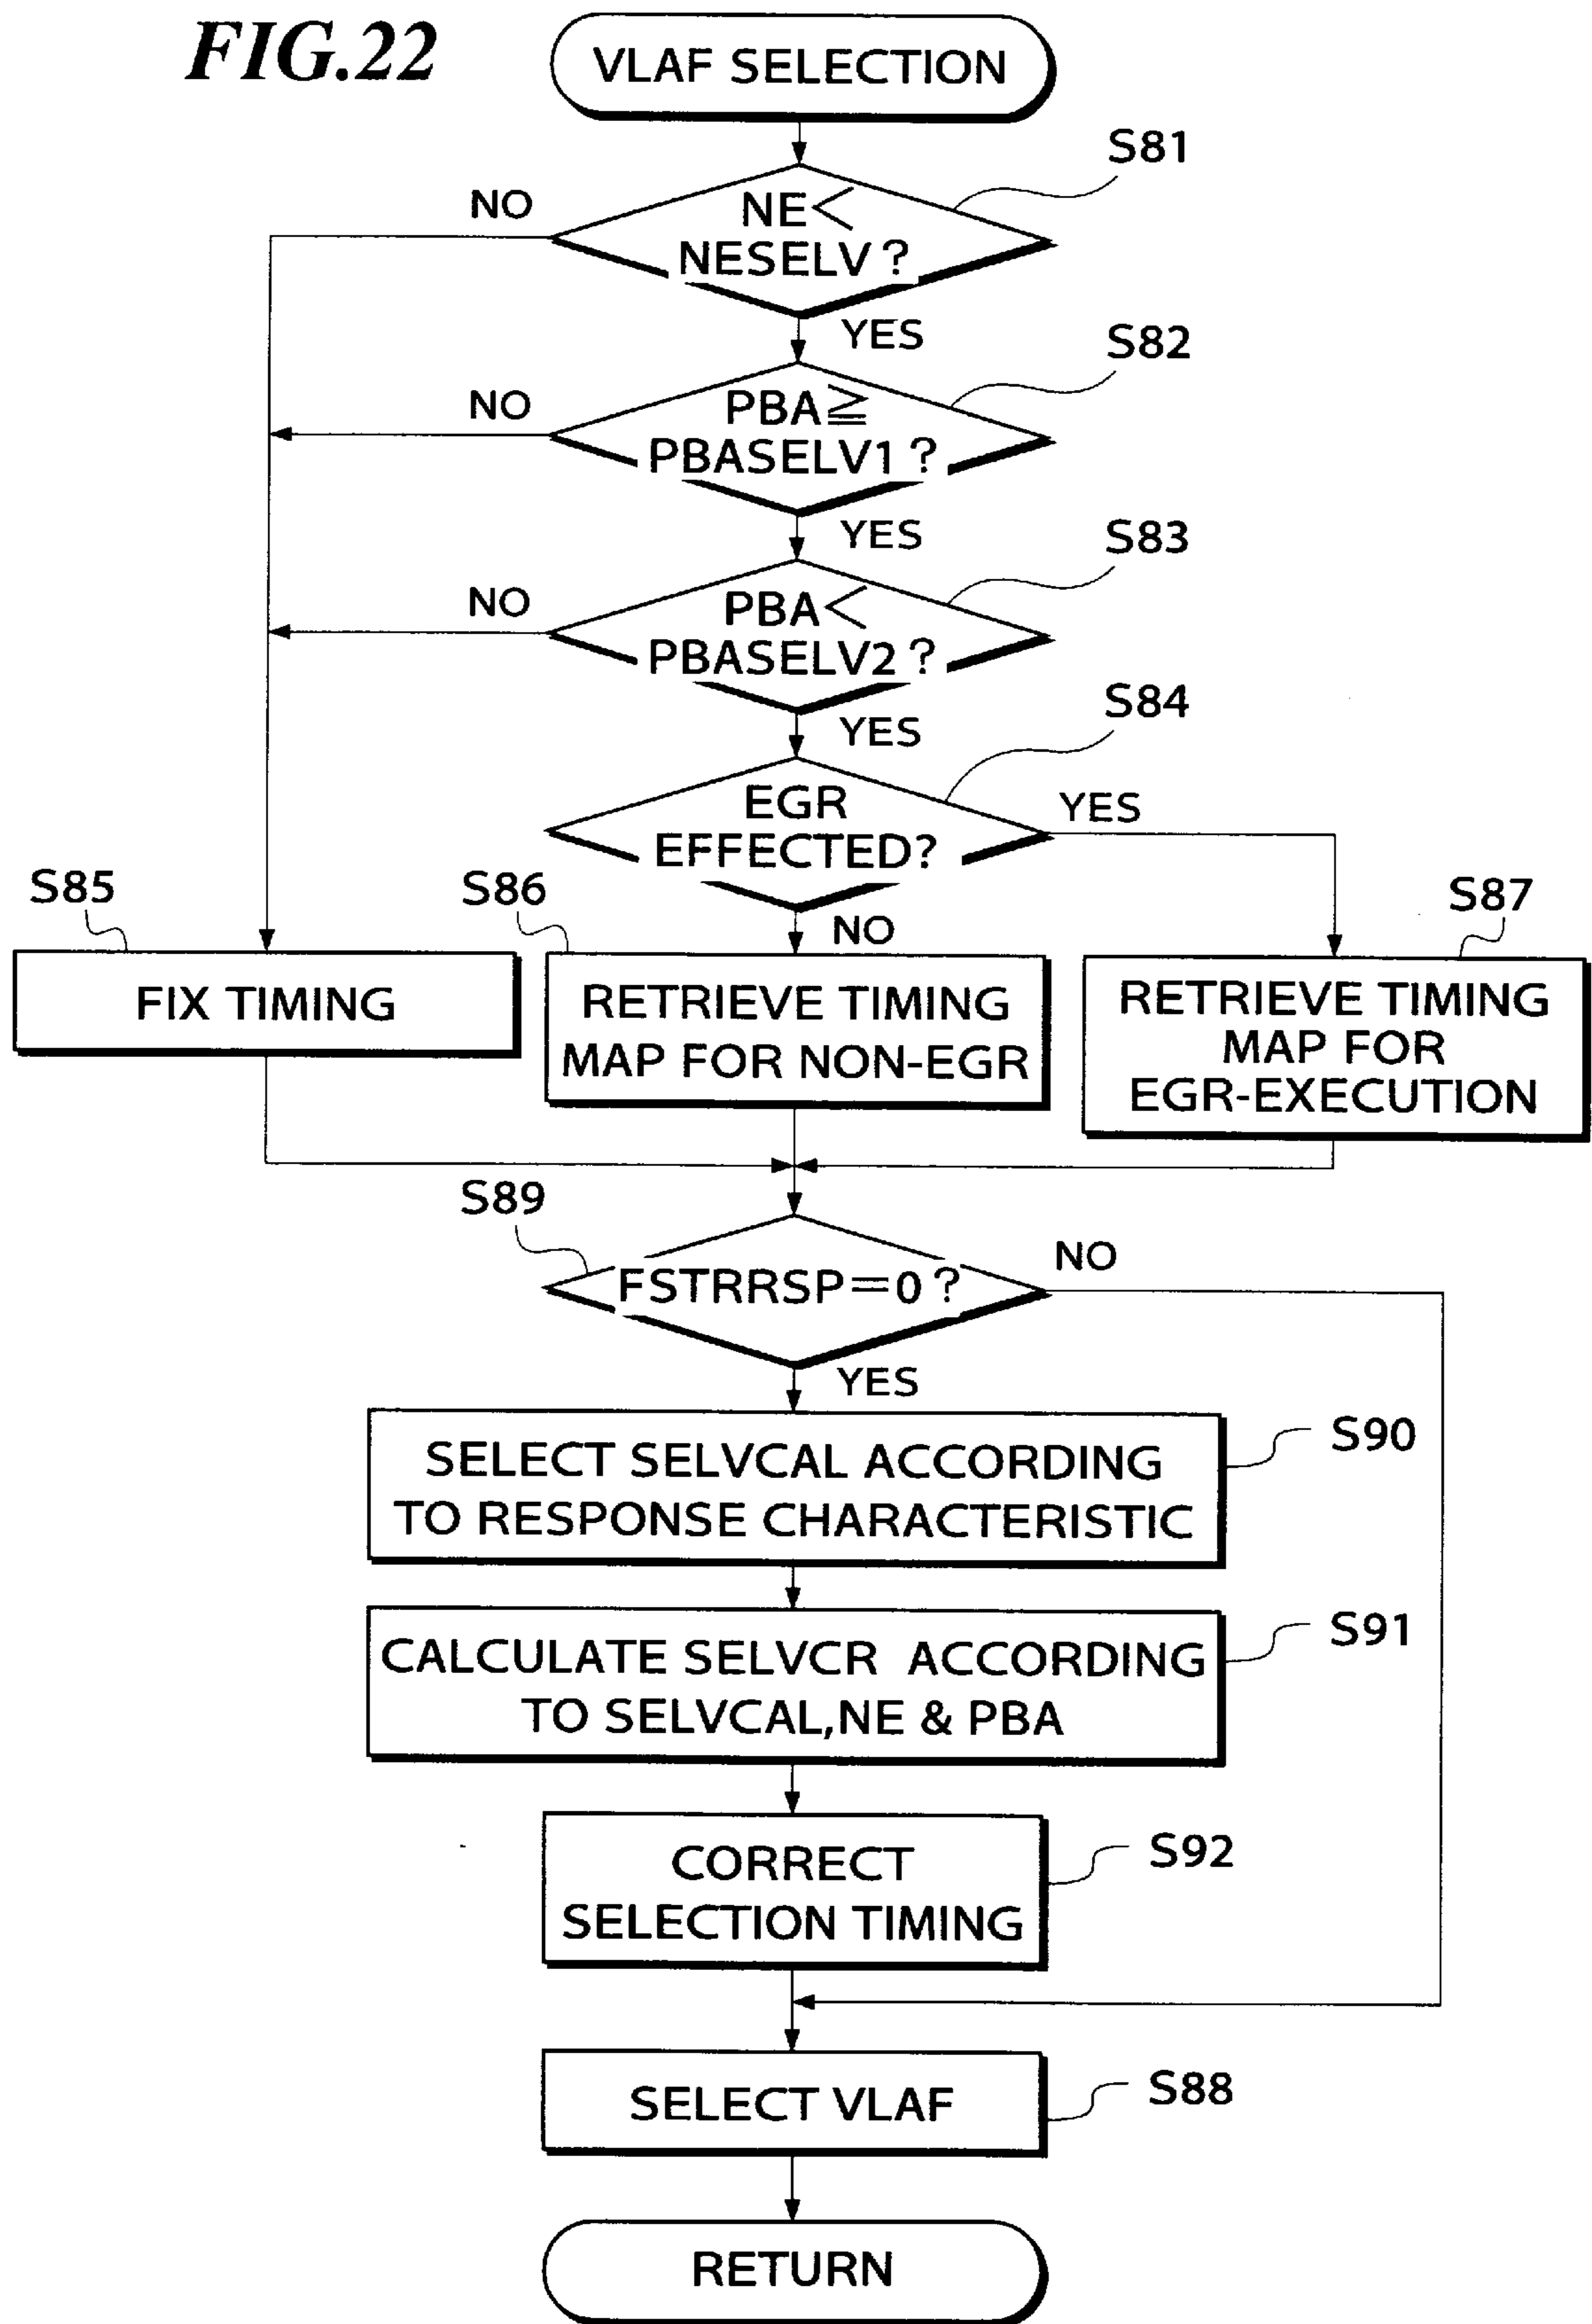 FIG.22
VLAF SELECTION
S81
NO
NE<
NESELV?
YES
S82
NO
PBA≧
PBASELV1?
YES
S83
NO
PBA<
PBASELV2?
YES
S84
EGR
EFFECTED?
YES
S85
S86
NO
S87
FIX TIMING
RETRIEVE TIMING
MAP FOR NON-EGR
RETRIEVE TIMING
MAP FOR
EGR-EXECUTION
S89
FSTRRSP=0?
NO
YES
SELECT SELVCAL ACCORDING
TO RESPONSE CHARACTERISTIC
S90
CALCULATE SELVCR ACCORDING
TO SELVCAL,NE & PBA
S91
CORRECT
SELECTION TIMING
S92
SELECT VLAF
S88
RETURN